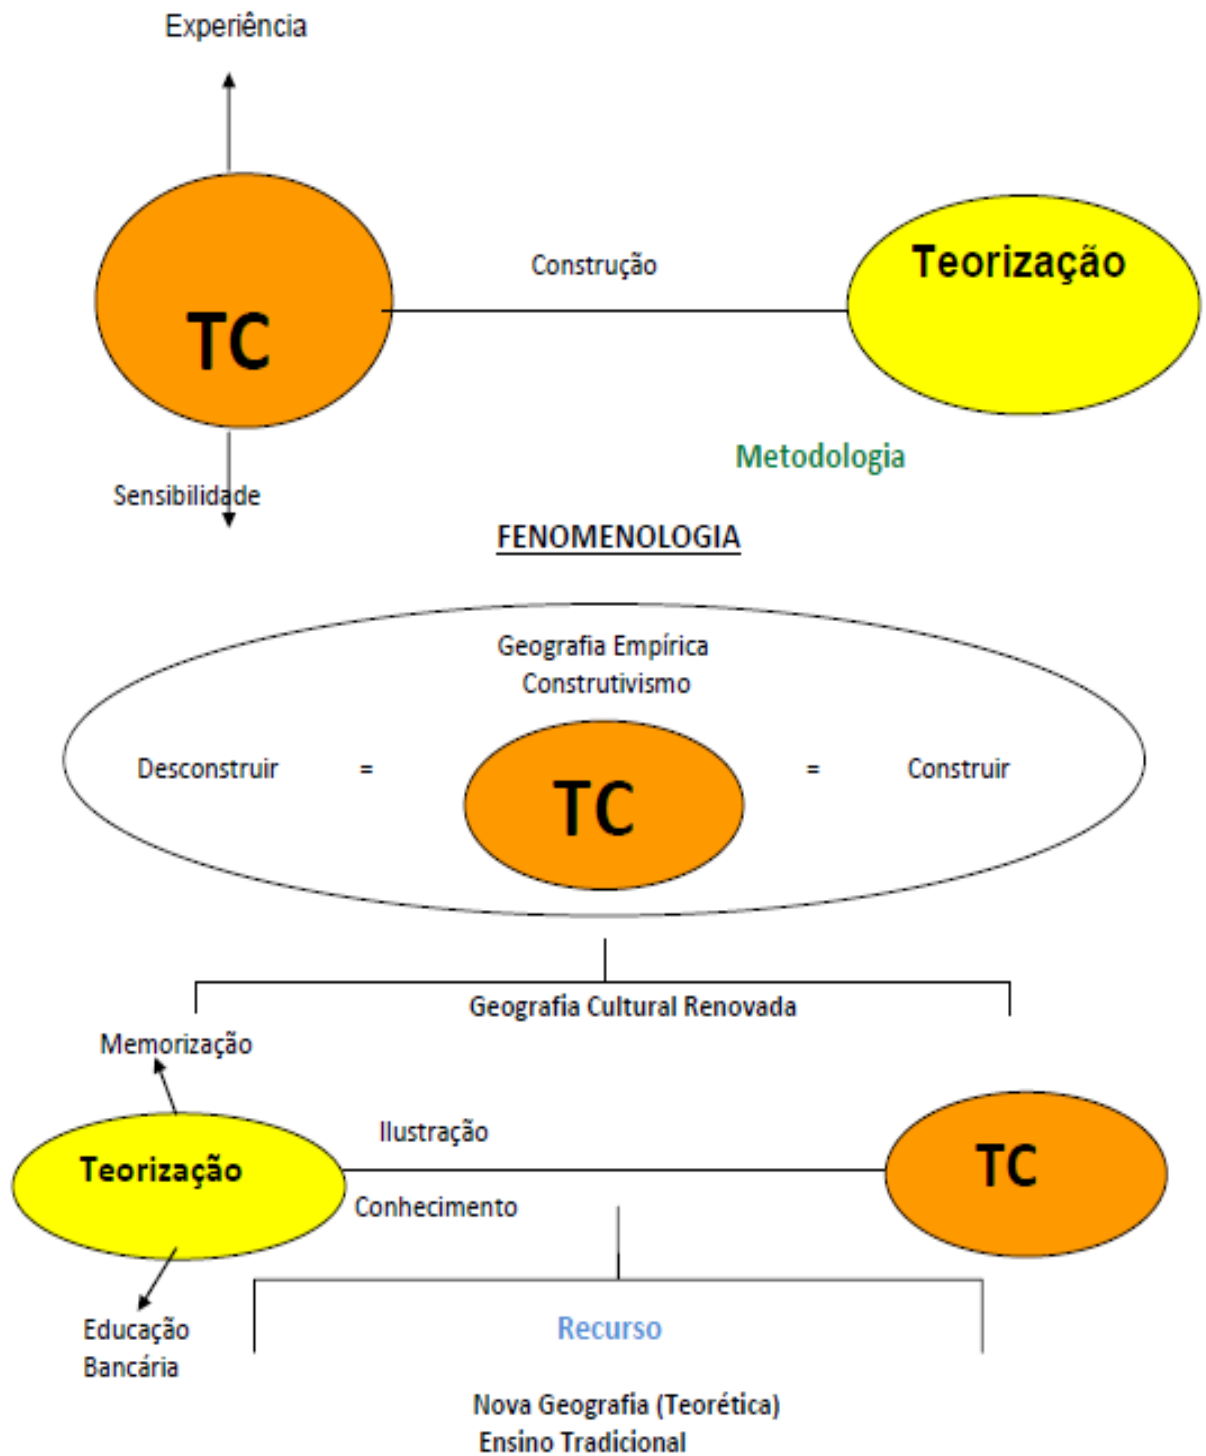 Experiência
Construção
Teorização
TC
Metodologia
Sensibilidade
FENOMENOLOGIA
Geografia Empírica
Construtivismo
Desconstruir = TC = Construir
Geografia Cultural Renovada
Memorização
Ilustração
Teorização
TC
Conhecimento
Educação
Bancária
Recurso
Nova Geografia (Teorética)
Ensino Tradicional